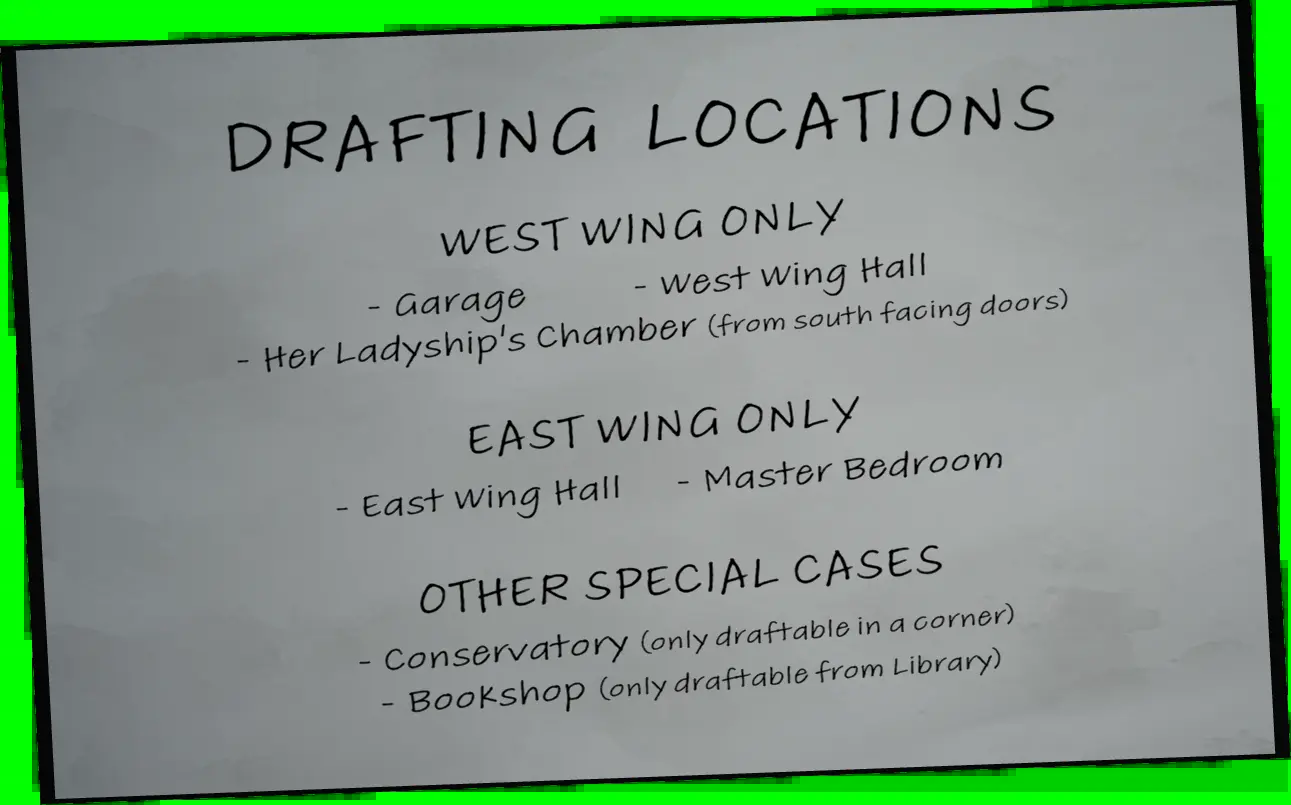 DRAFTING LOCATIONS
WEST WING ONLY
- Garage - West Wing Hall
- Her Ladyship's Chamber (from south facing doors)
EAST WING ONLY
- East Wing Hall - Master Bedroom
OTHER SPECIAL CASES
- Conservatory (only draftable in a corner)
- Bookshop (only draftable from Library)